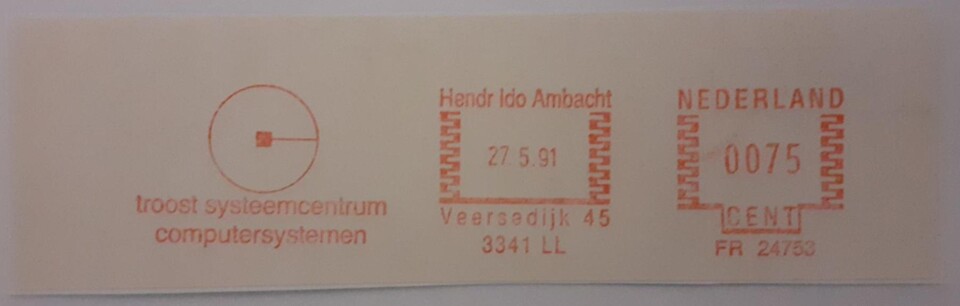 troost systeemcentrum
computersystemen
Hendr Ido Ambacht
27 5.91
Veersedijk 45
3341 LL
NEDERLAND
0075
CENT
FR 24753